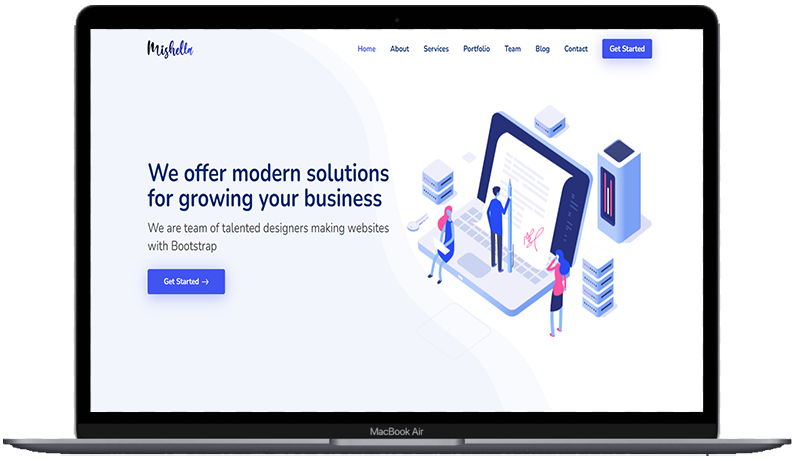 Mishella
Home About Services Portfolio Team Blog Contact Get Started
We offer modern solutions
for growing your business
We are team of talented designers making websites
with Bootstrap
Get Started →
MacBook Air